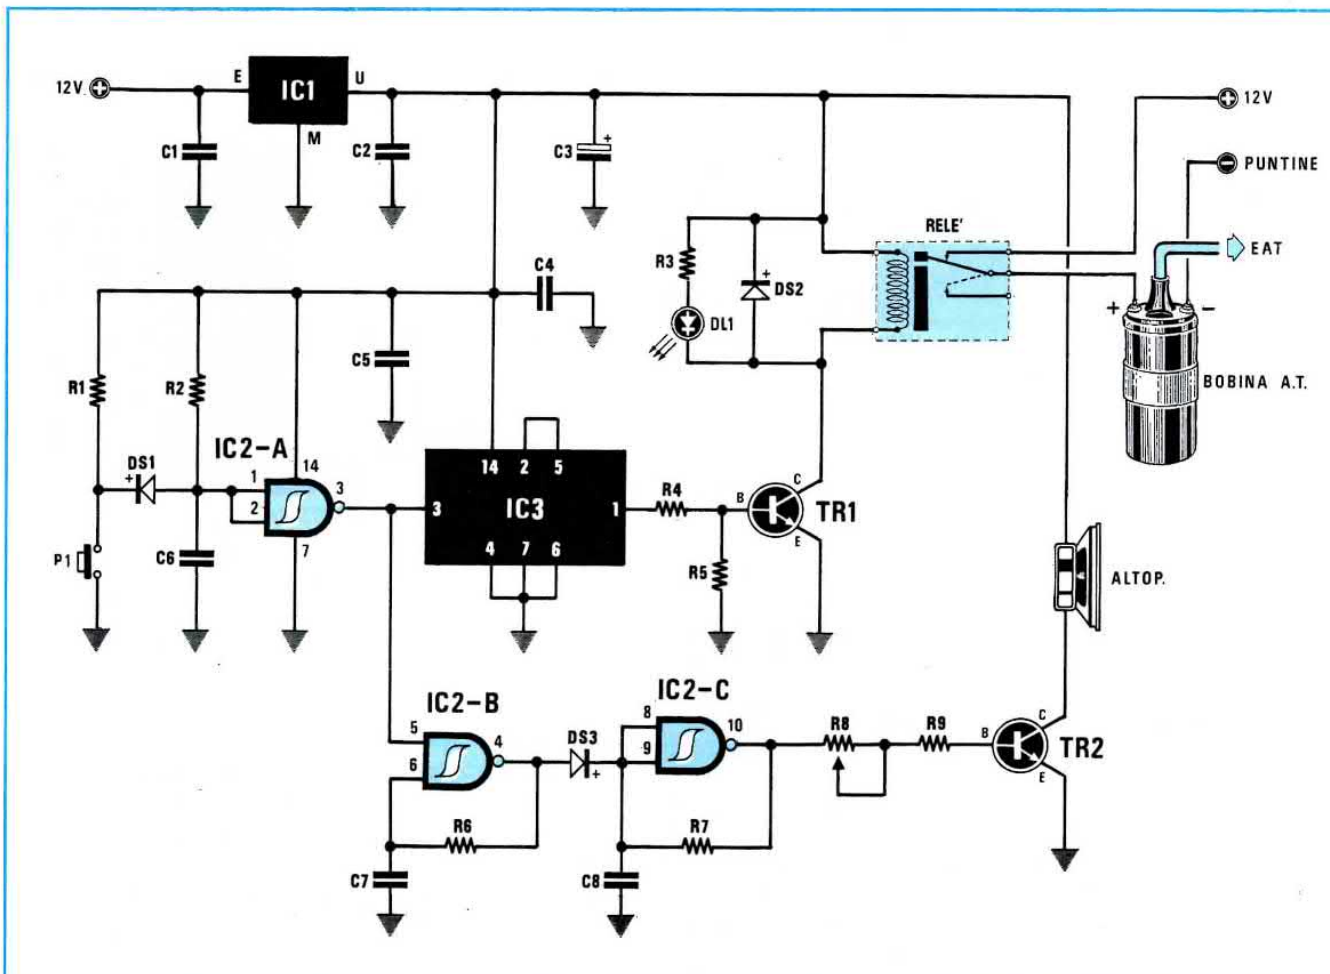 12V.
E
IC1
U
M
12V
C1
C2
C3
+
PUNTINE
RELE'
EAT
R3
C4
DS2
+
DL1
+
-
C5
R1
R2
BOBINA A.T.
IC2-A
DS1
+
1
2
14
3
7
14 2 5
3 IC3 1
4 7 6
R4
B
C
E
TR1
P1
C6
R5
ALTOP.
IC2-B
IC2-C
5
6
4
DS3
+
8
9
10
R8
R9
B
C
E
TR2
R6
R7
C7
C8